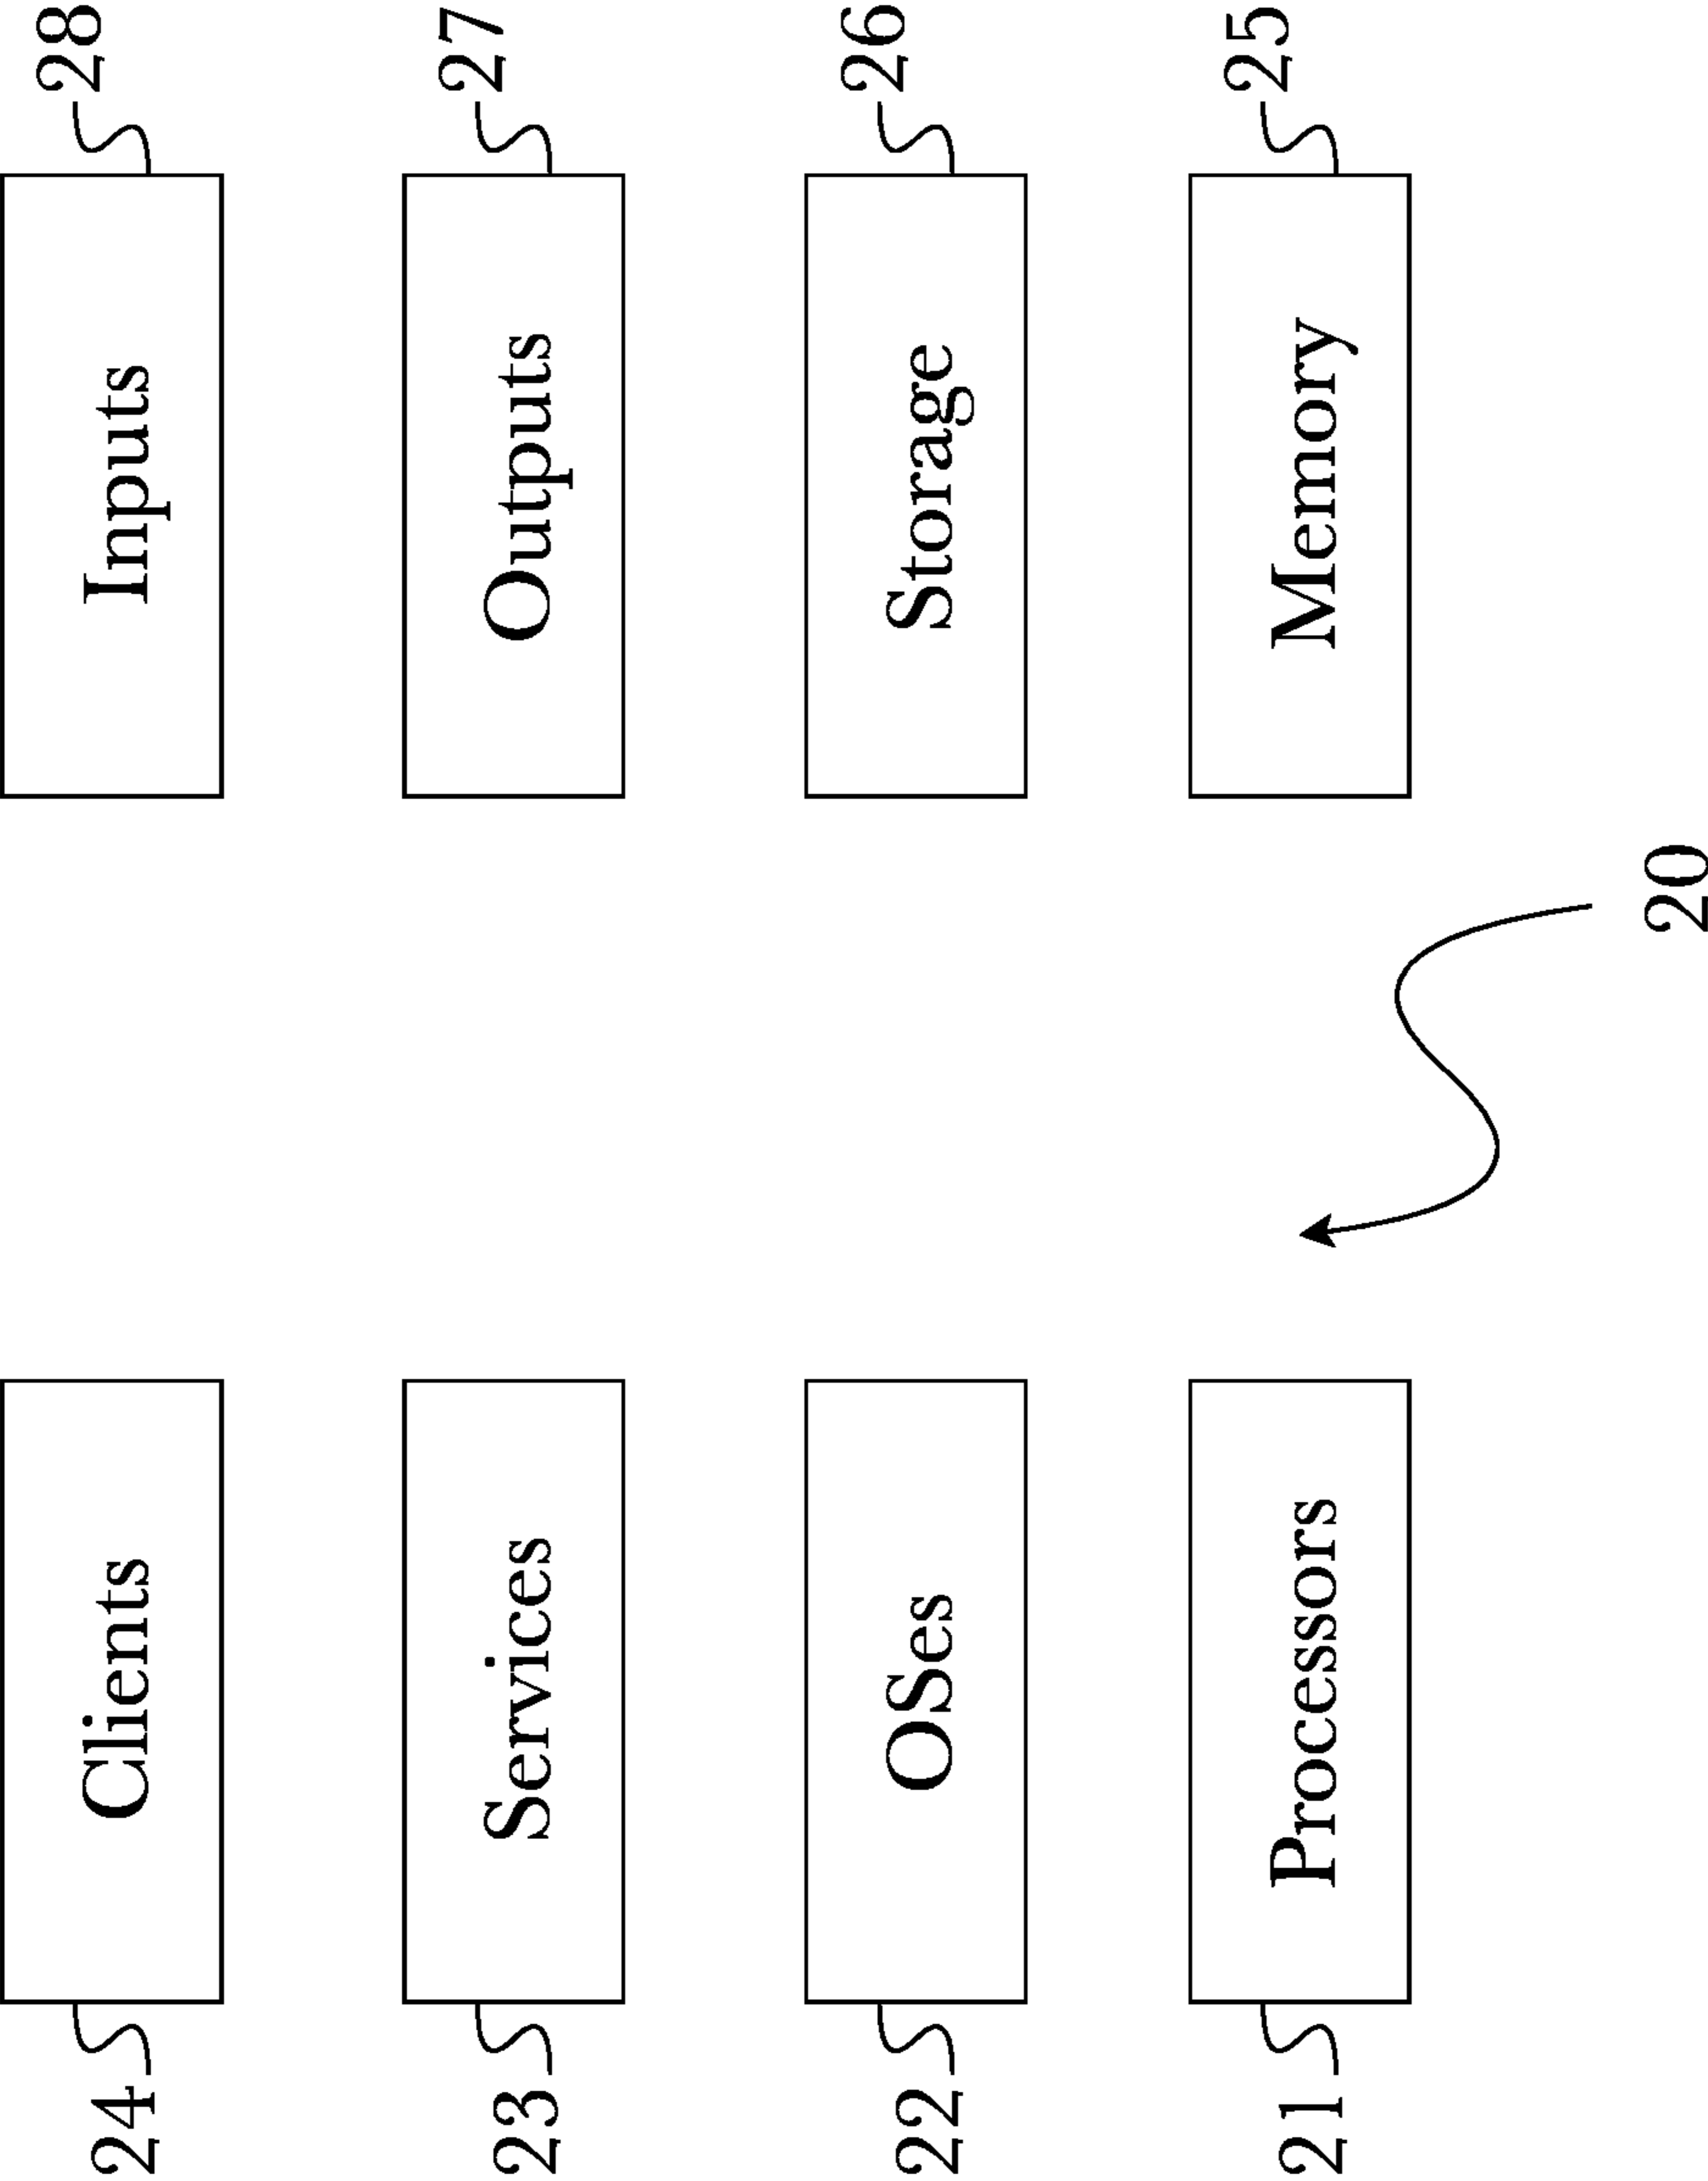 24 Clients Inputs 28
23 Services Outputs 27
22 OSes Storage 26
21 Processors Memory 25
20